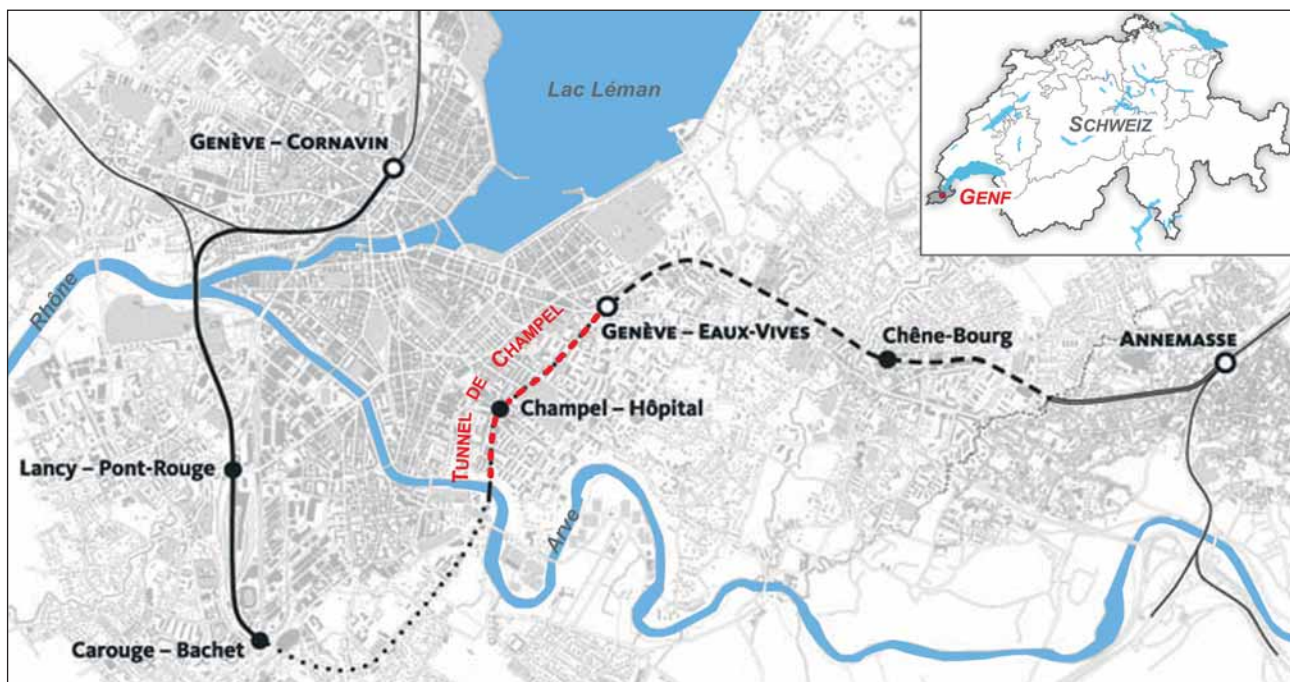 Lac Léman
SCHWEIZ
GENF
GENÈVE – CORNAVIN
Rhône
TUNNEL DE CHAMPEL
GENÈVE – EAUX-VIVES
Chêne-Bourg
ANNEMASSE
Champel – Hôpital
Lancy – Pont-Rouge
Arve
Carouge – Bachet